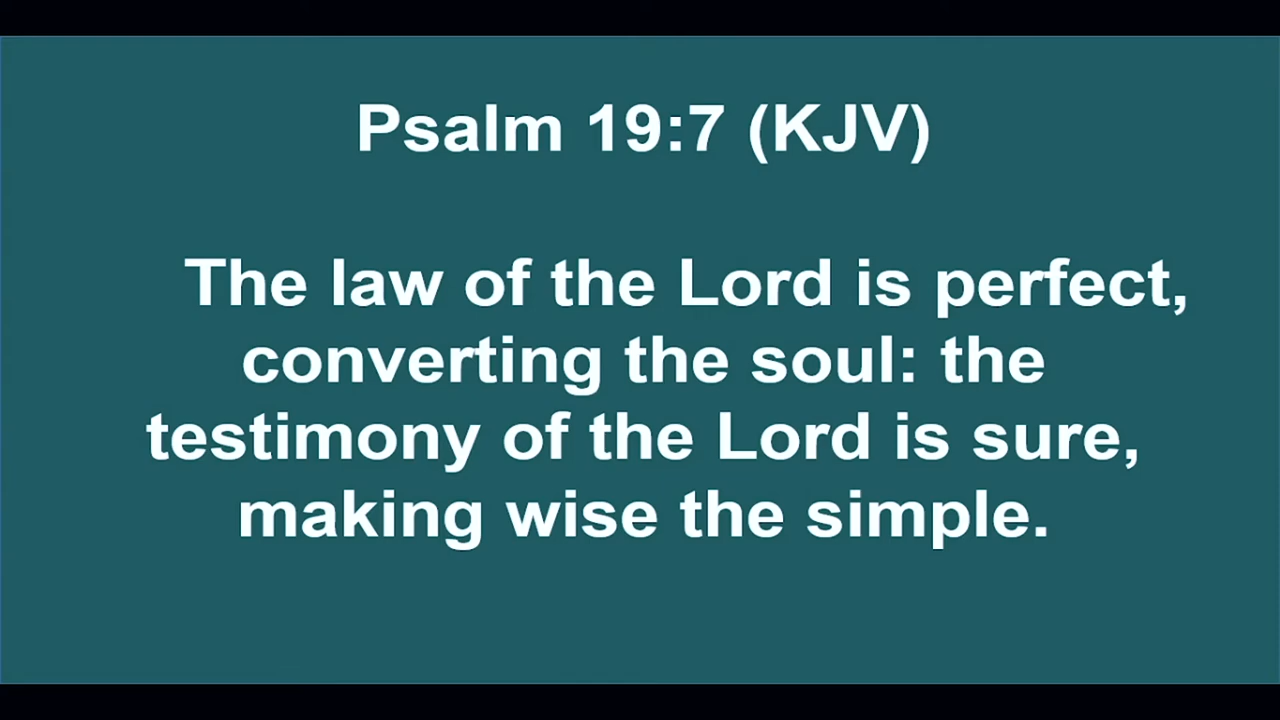 Psalm 19:7 (KJV)
The law of the Lord is perfect,
converting the soul: the
testimony of the Lord is sure,
making wise the simple.